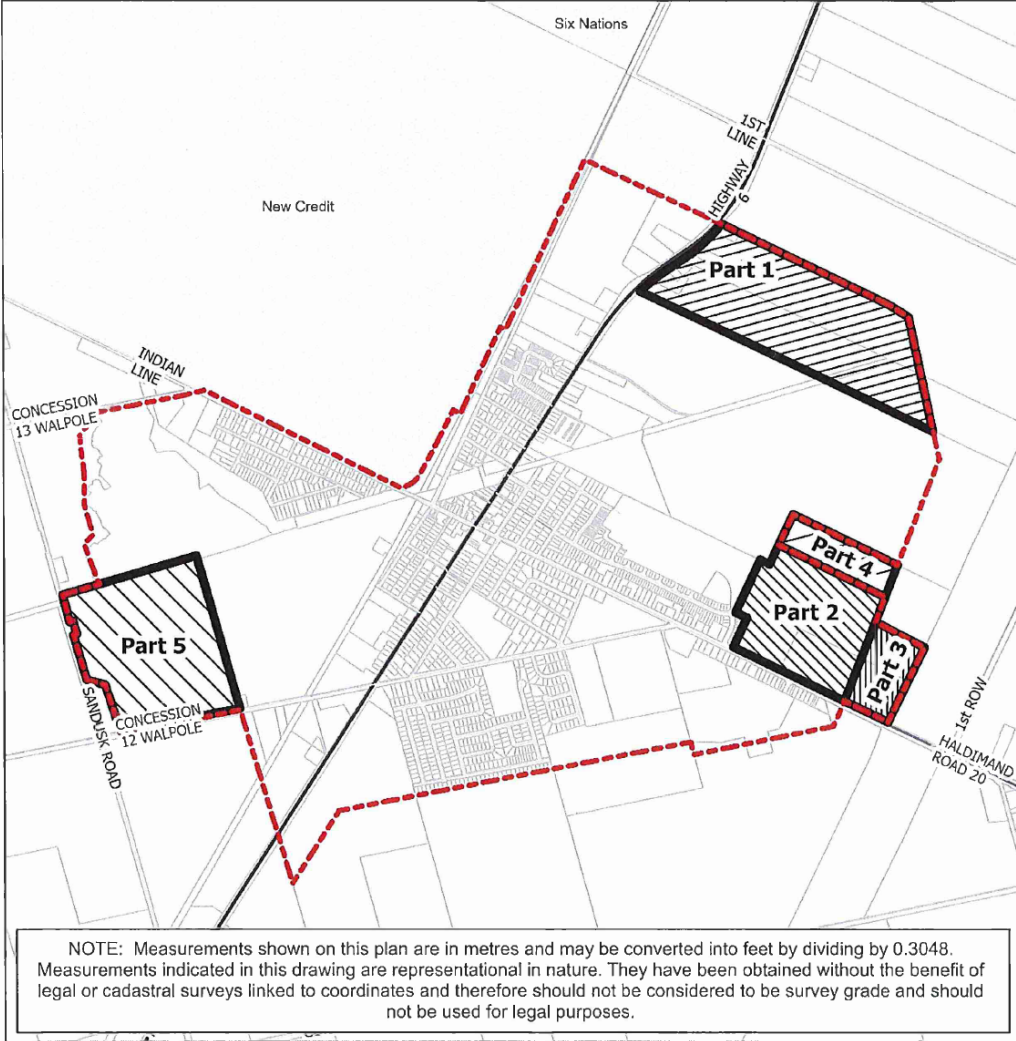 Six Nations
1ST
LINE
HIGHWAY
6
New Credit
Part 1
INDIAN
LINE
CONCESSION
13 WALPOLE
Part 4
Part 2
Part 3
Part 5
SANDUSK ROAD
CONCESSION
12 WALPOLE
1st ROW
HALDIMAND
ROAD 20
NOTE: Measurements shown on this plan are in metres and may be converted into feet by dividing by 0.3048.
Measurements indicated in this drawing are representational in nature. They have been obtained without the benefit of
legal or cadastral surveys linked to coordinates and therefore should not be considered to be survey grade and should
not be used for legal purposes.